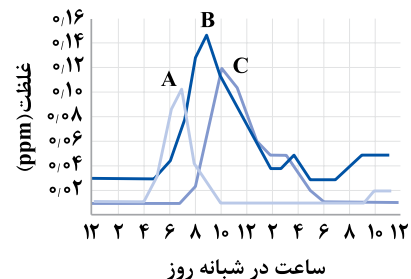 غلظت (ppm)
۰٫۱۶
۰٫۱۴
۰٫۱۲
۰٫۱۰
۰٫۰۸
۰٫۰۶
۰٫۰۴
۰٫۰۲
A
B
C
۱۲ ۲ ۴ ۶ ۸ ۱۰ ۱۲ ۲ ۴ ۶ ۸ ۱۰ ۱۲
ساعت در شبانه روز